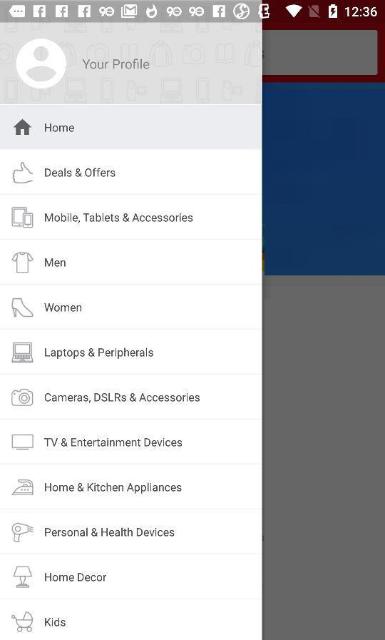 12:36
Your Profile
Home
Deals & Offers
Mobile, Tablets & Accessories
Men
Women
Laptops & Peripherals
Cameras, DSLRs & Accessories
TV & Entertainment Devices
Home & Kitchen Appliances
Personal & Health Devices
Home Decor
Kids